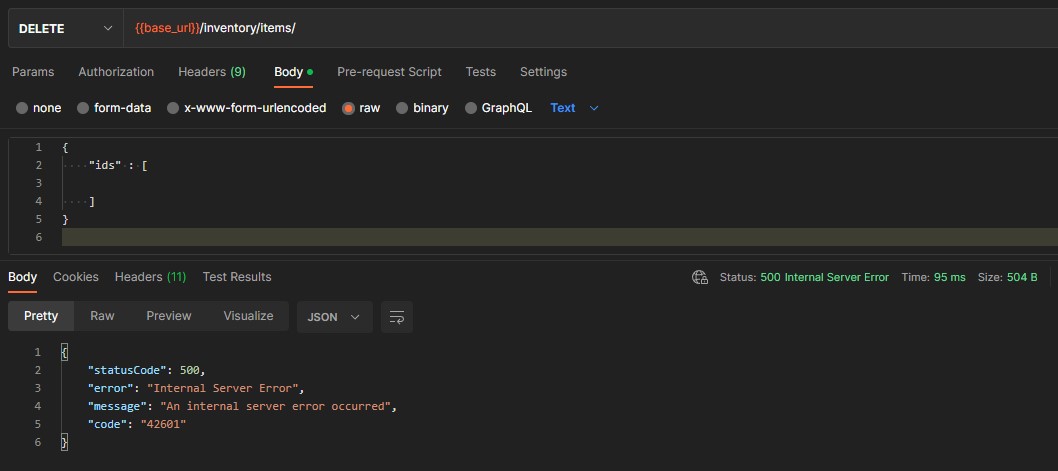 DELETE {{base_url}}/inventory/items/
Params Authorization Headers (9) Body Pre-request Script Tests Settings
none form-data x-www-form-urlencoded raw binary GraphQL Text
1 {
2 "ids" : [
3
4 ]
5 }
6
Body Cookies Headers (11) Test Results Status: 500 Internal Server Error Time: 95 ms Size: 504 B
Pretty Raw Preview Visualize JSON
1 {
2 "statusCode": 500,
3 "error": "Internal Server Error",
4 "message": "An internal server error occurred",
5 "code": "42601"
6 }